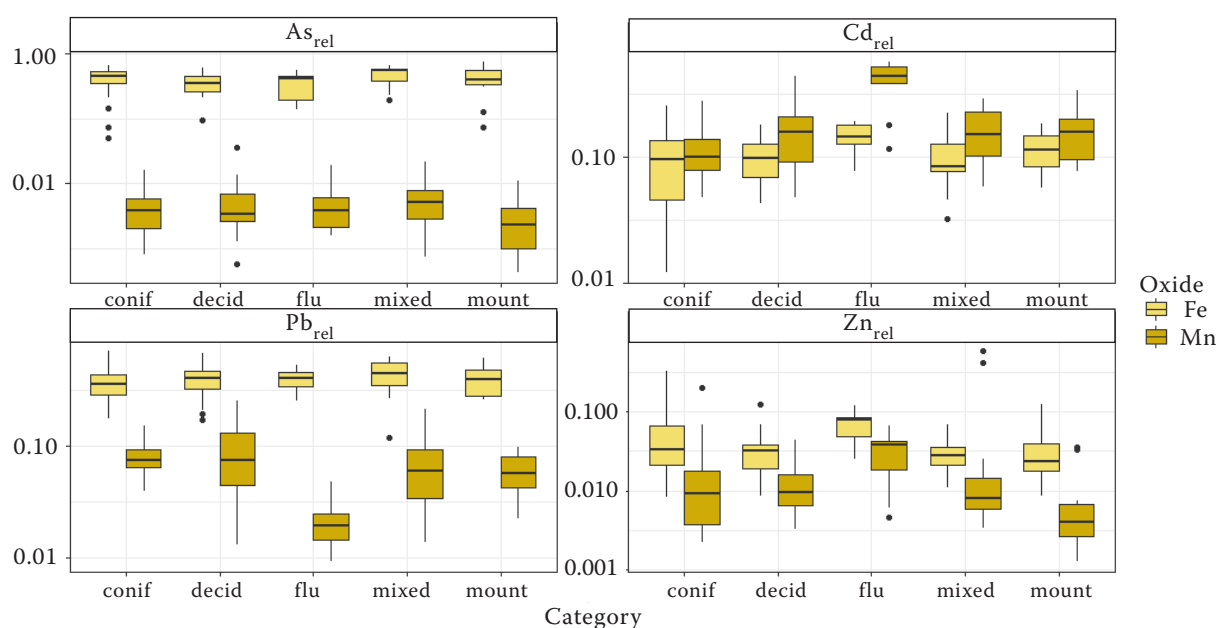 As_rel
1.00
0.01
conif decid flu mixed mount
Cd_rel
0.10
0.01
conif decid flu mixed mount
Pb_rel
0.10
0.01
conif decid flu mixed mount
Zn_rel
0.100
0.010
0.001
conif decid flu mixed mount
Category
Oxide
Fe
Mn